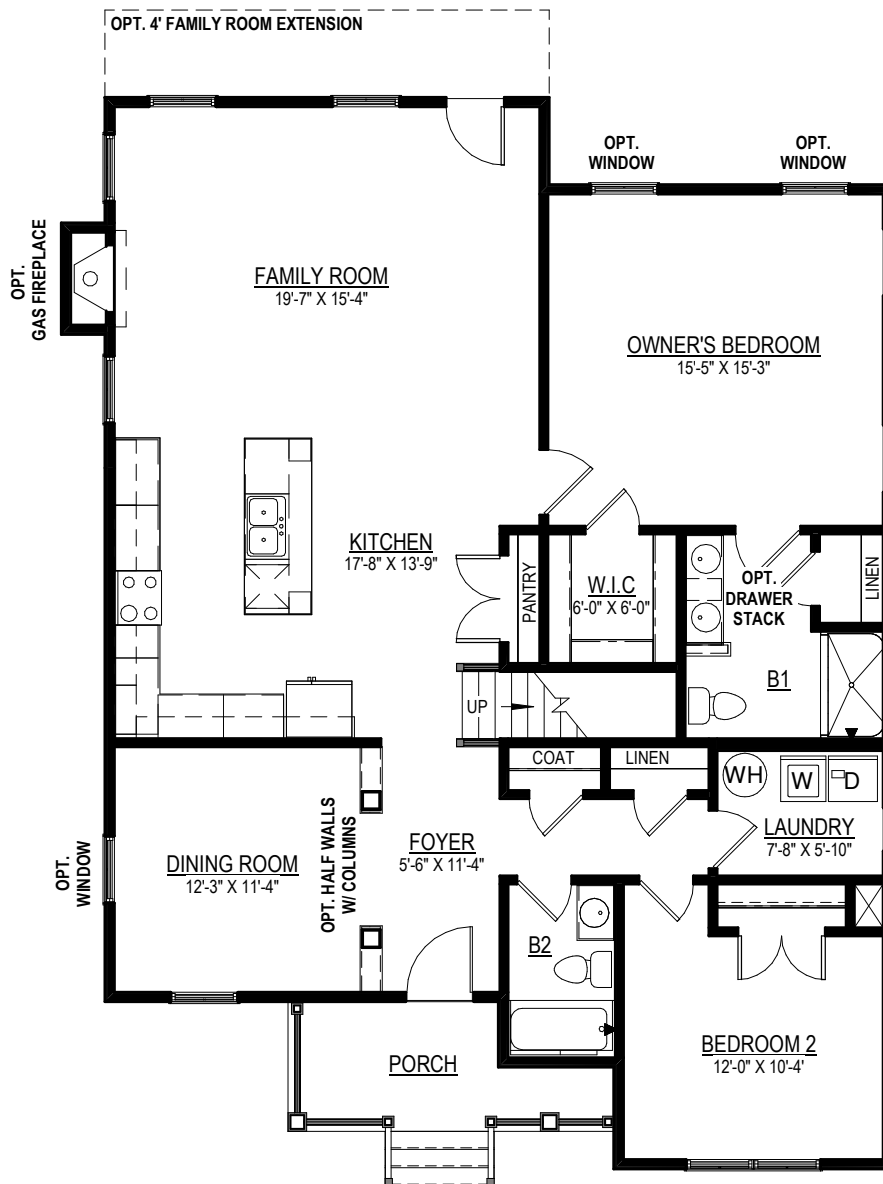 OPT. 4' FAMILY ROOM EXTENSION
OPT.
WINDOW
OPT.
WINDOW
OPT.
GAS FIREPLACE
FAMILY ROOM
19'-7" X 15'-4"
OWNER'S BEDROOM
15'-5" X 15'-3"
KITCHEN
17'-8" X 13'-9"
PANTRY
W.I.C
6'-0" X 6'-0"
OPT.
DRAWER
STACK
LINEN
B1
UP
COAT
LINEN
WH
W
D
LAUNDRY
7'-8" X 5'-10"
OPT.
WINDOW
DINING ROOM
12'-3" X 11'-4"
OPT. HALF WALLS
W/ COLUMNS
FOYER
5'-6" X 11'-4"
B2
BEDROOM 2
12'-0" X 10'-4'
PORCH